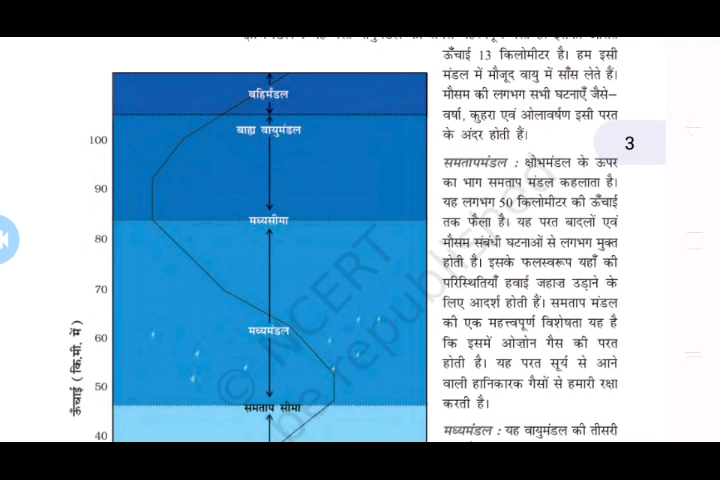 ऊँचाई 13 किलोमीटर है। हम इसी
मंडल में मौजूद वायु में साँस लेते हैं।
मौसम की लगभग सभी घटनाएँ जैसे–
वर्षा, कुहरा एवं ओलावर्षण इसी परत
के अंदर होती हैं।
समतापमंडल : क्षोभमंडल के ऊपर
का भाग समताप मंडल कहलाता है।
यह लगभग 50 किलोमीटर की ऊँचाई
तक फैला है। यह परत बादलों एवं
मौसम संबंधी घटनाओं से लगभग मुक्त
होती है। इसके फलस्वरूप यहाँ की
परिस्थितियाँ हवाई जहाज़ उड़ाने के
लिए आदर्श होती हैं। समताप मंडल
की एक महत्त्वपूर्ण विशेषता यह है
कि इसमें ओज़ोन गैस की परत
होती है। यह परत सूर्य से आने
वाली हानिकारक गैसों से हमारी रक्षा
करती है।
मध्यमंडल : यह वायुमंडल की तीसरी
बहिर्मंडल
बाह्य वायुमंडल
मध्यसीमा
मध्यमंडल
समताप सीमा
100
90
80
70
60
50
40
ऊँचाई (कि.मी. में)
3
© NCERT
be republished